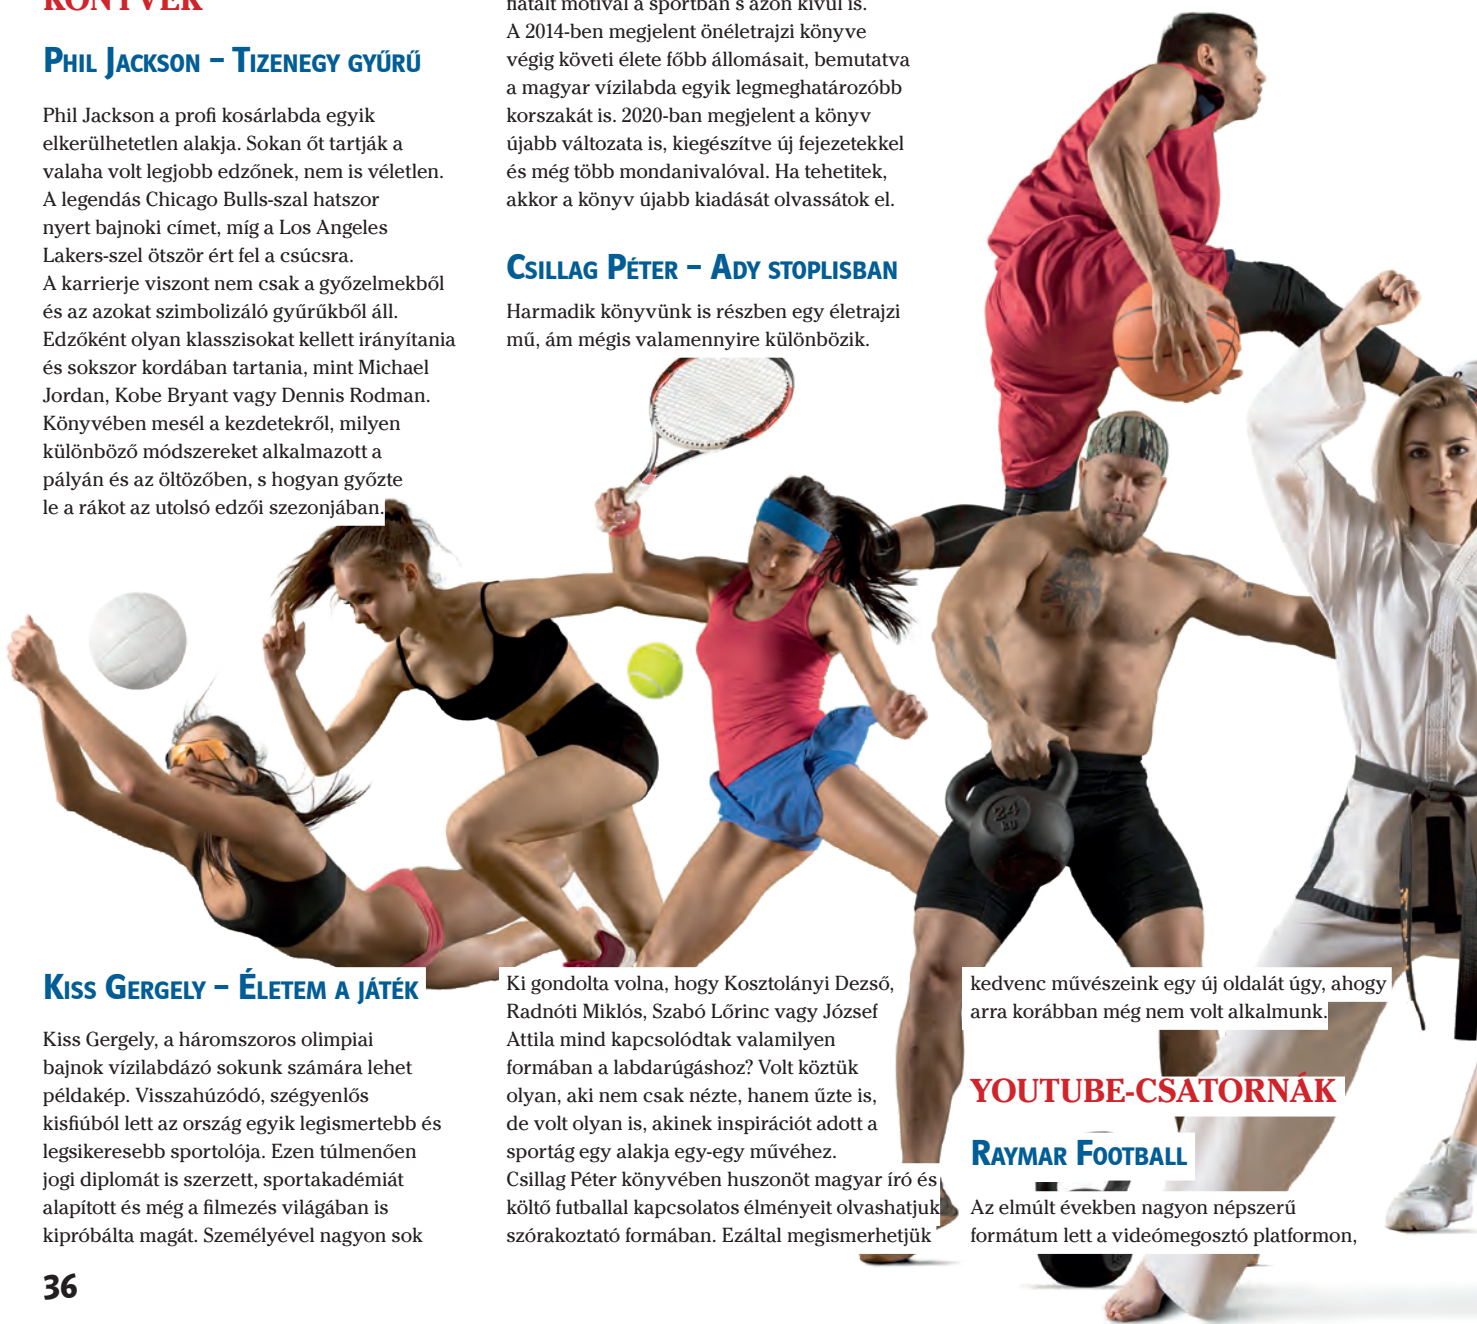 KÖNYVEK
PHIL JACKSON – TIZENEGY GYŰRŰ
Phil Jackson a profi kosárlabda egyik
elkerülhetetlen alakja. Sokan őt tartják a
valaha volt legjobb edzőnek, nem is véletlen.
A legendás Chicago Bulls-szal hatszor
nyert bajnoki címet, míg a Los Angeles
Lakers-szel ötször ért fel a csúcsra.
A karrierje viszont nem csak a győzelmekből
és az azokat szimbolizáló gyűrűkből áll.
Edzőként olyan klasszisokat kellett irányítania
és sokszor kordában tartania, mint Michael
Jordan, Kobe Bryant vagy Dennis Rodman.
Könyvében mesél a kezdetekről, milyen
különböző módszereket alkalmazott a
pályán és az öltözőben, s hogyan győzte
le a rákot az utolsó edzői szezonjában.
KISS GERGELY – ÉLETEM A JÁTÉK
Kiss Gergely, a háromszoros olimpiai
bajnok vízilabdázó sokunk számára lehet
példakép. Visszahúzódó, szégyenlős
kisfiúból lett az ország egyik legismertebb és
legsikeresebb sportolója. Ezen túlmenően
jogi diplomát is szerzett, sportakadémiát
alapított és még a filmezés világában is
kipróbálta magát. Személyével nagyon sok
fiatalt motivál a sportban s azon kívül is.
A 2014-ben megjelent önéletrajzi könyve
végig követi élete főbb állomásait, bemutatva
a magyar vízilabda egyik legmeghatározóbb
korszakát is. 2020-ban megjelent a könyv
újabb változata is, kiegészítve új fejezetekkel
és még több mondanivalóval. Ha tehetitek,
akkor a könyv újabb kiadását olvassátok el.
CSILLAG PÉTER – ADY STOPLISBAN
Harmadik könyvünk is részben egy életrajzi
mű, ám mégis valamennyire különbözik.
Ki gondolta volna, hogy Kosztolányi Dezső,
Radnóti Miklós, Szabó Lőrinc vagy József
Attila mind kapcsolódtak valamilyen
formában a labdarúgáshoz? Volt köztük
olyan, aki nem csak nézte, hanem űzte is,
de volt olyan is, akinek inspirációt adott a
sportág egy alakja egy-egy művéhez.
Csillag Péter könyvében huszonöt magyar író és
költő futballal kapcsolatos élményeit olvashatjuk
szórakoztató formában. Ezáltal megismerhetjük
kedvenc művészeink egy új oldalát úgy, ahogy
arra korábban még nem volt alkalmunk.
YOUTUBE-CSATORNÁK
RAYMAR FOOTBALL
Az elmúlt években nagyon népszerű
formátum lett a videómegosztó platformon,
24
kg
36